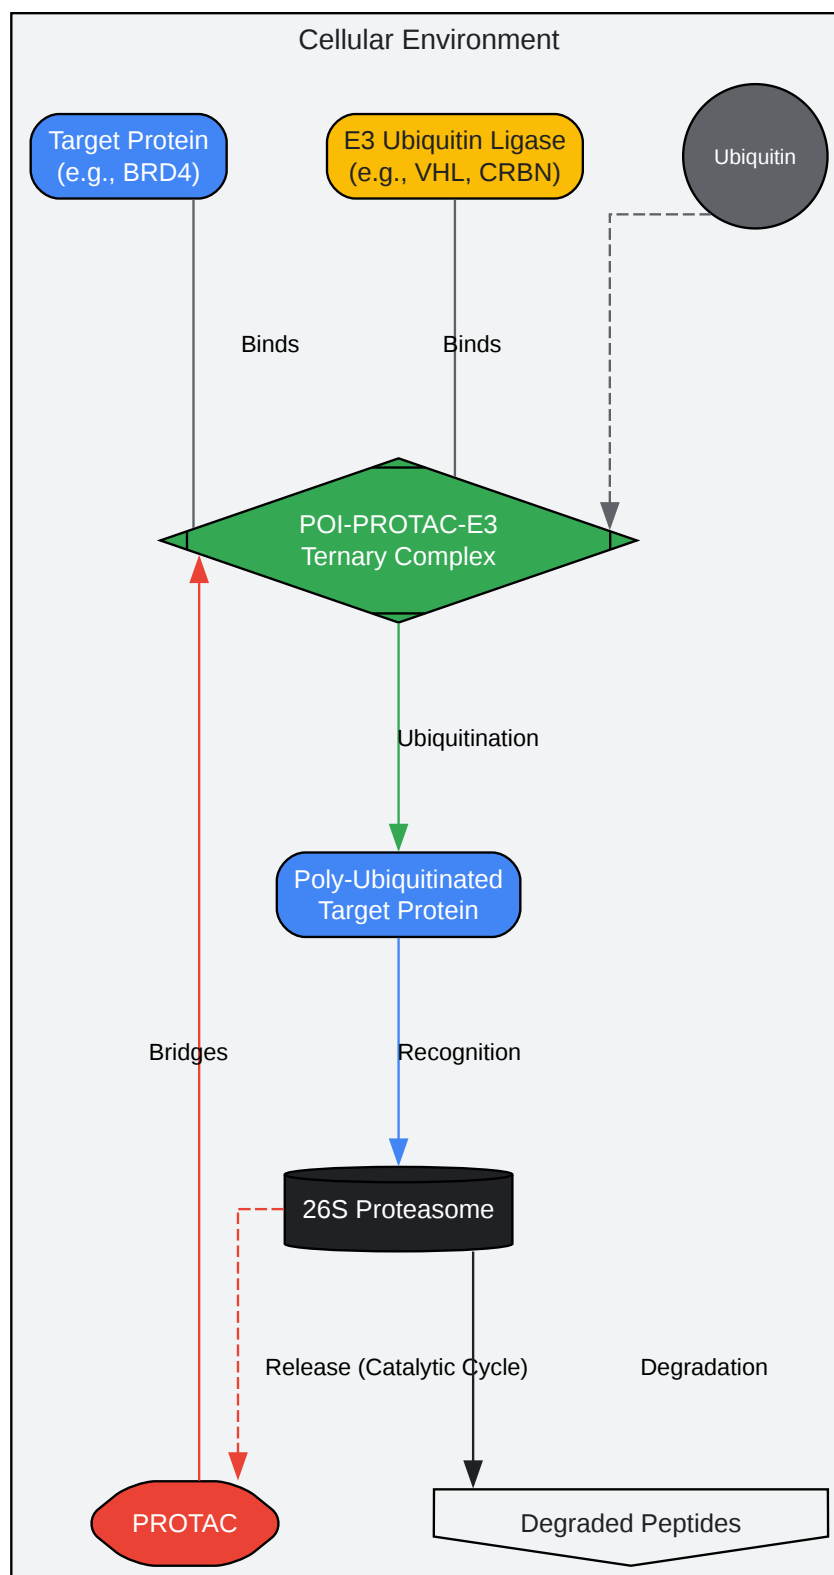 Cellular Environment
Target Protein
(e.g., BRD4)
E3 Ubiquitin Ligase
(e.g., VHL, CRBN)
Ubiquitin
Binds
Binds
POI-PROTAC-E3
Ternary Complex
Ubiquitination
Poly-Ubiquitinated
Target Protein
Bridges
Recognition
26S Proteasome
Release (Catalytic Cycle)
Degradation
PROTAC
Degraded Peptides